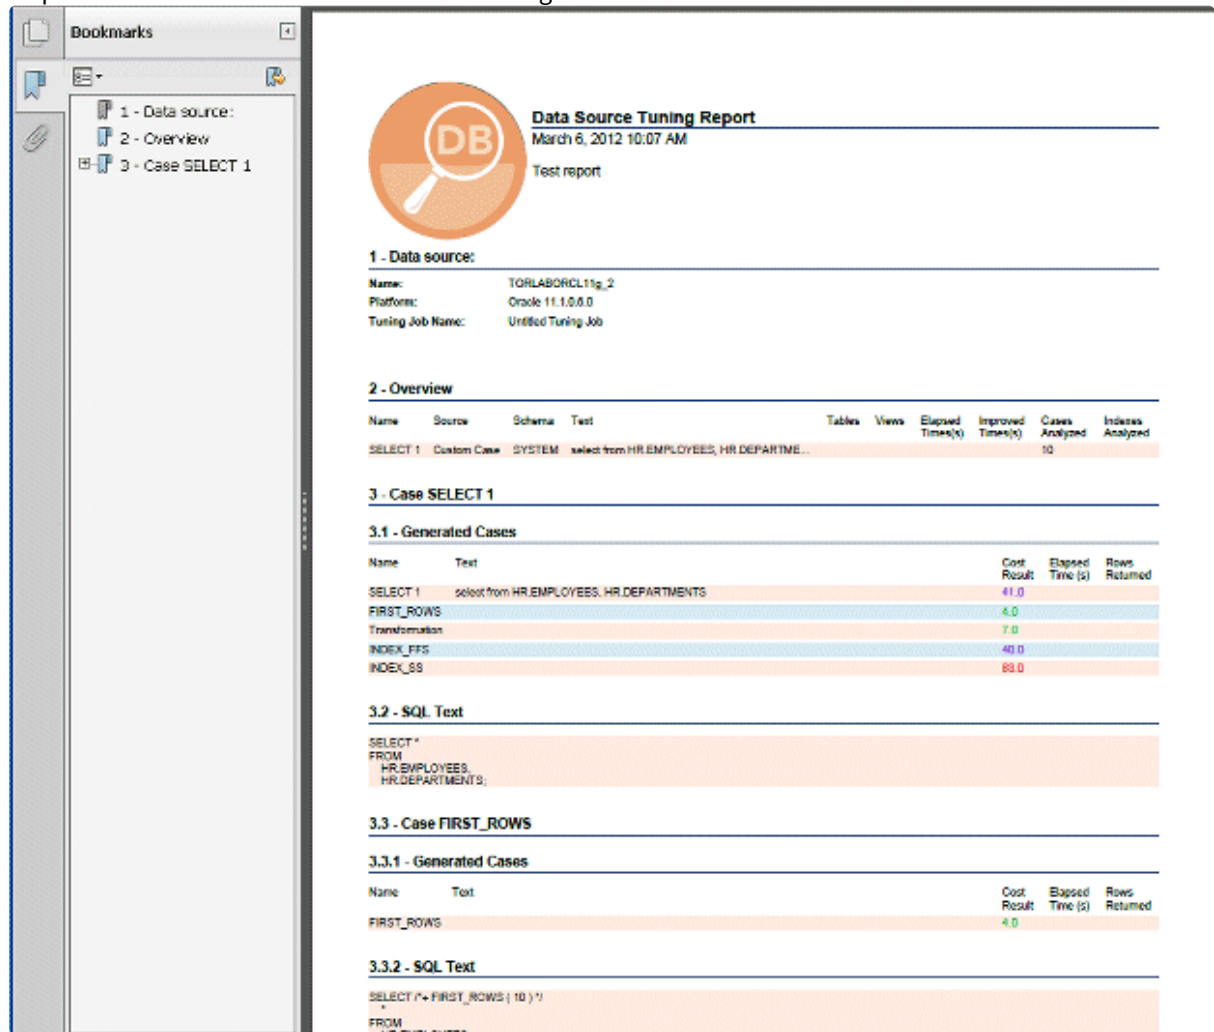 Bookmarks
1 - Data source:
2 - Overview
3 - Case SELECT 1
DB
Data Source Tuning Report
March 6, 2012 10:07 AM
Test report
1 - Data source:
Name: TORLABORCL11g_2
Platform: Oracle 11.1.0.6.0
Tuning Job Name: Untitled Tuning Job
2 - Overview
Name Source Schema Text Tables Views Elapsed Times(s) Improved Times(s) Cases Analyzed Indexes Analyzed
SELECT 1 Custom Case SYSTEM select from HR.EMPLOYEES, HR.DEPARTME... 10
3 - Case SELECT 1
3.1 - Generated Cases
Name Text Cost Result Elapsed Time (s) Rows Returned
SELECT 1 select from HR.EMPLOYEES, HR.DEPARTMENTS 41.0
FIRST_ROWS 4.0
Transformation 7.0
INDEX_FFS 40.0
INDEX_SS 83.0
3.2 - SQL Text
SELECT *
FROM
HR.EMPLOYEES,
HR.DEPARTMENTS;
3.3 - Case FIRST_ROWS
3.3.1 - Generated Cases
Name Text Cost Result Elapsed Time (s) Rows Returned
FIRST_ROWS 4.0
3.3.2 - SQL Text
SELECT /*+ FIRST_ROWS ( 10 ) */
*
FROM